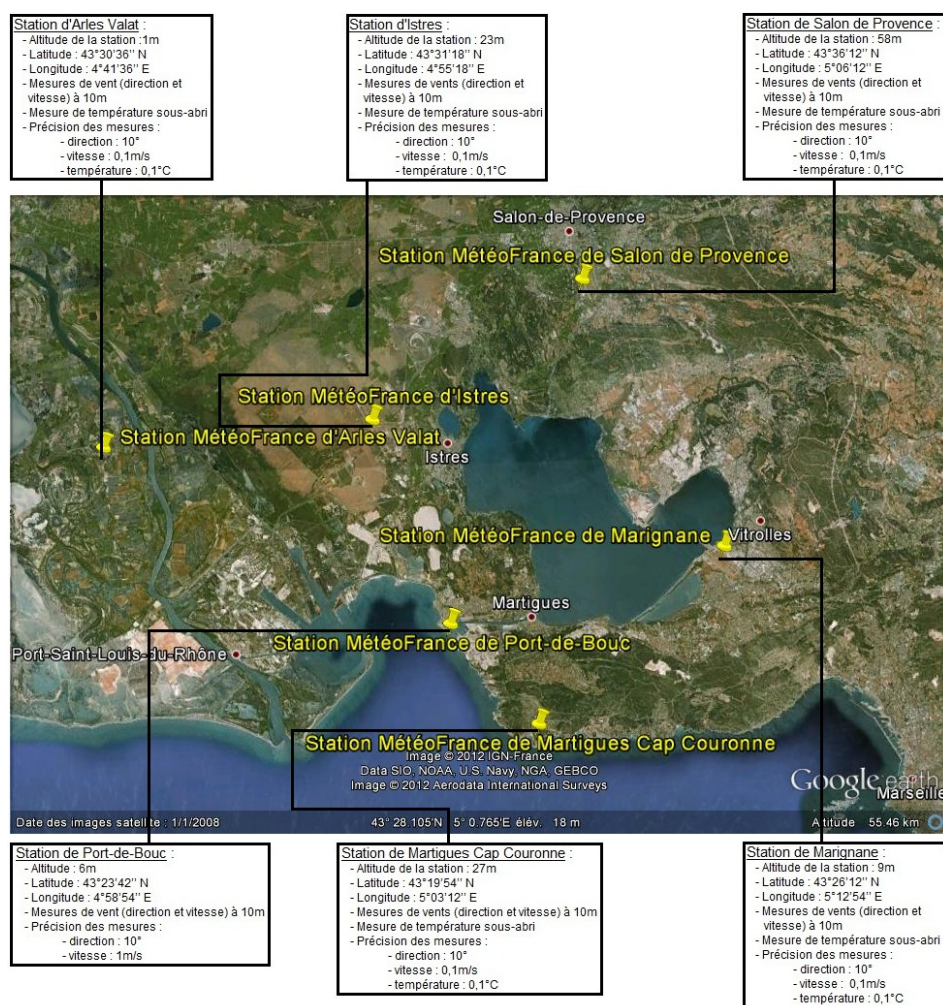 Station d'Arles Valat :
- Altitude de la station :1m
- Latitude : 43°30'36'' N
- Longitude : 4°41'36'' E
- Mesures de vent (direction et
vitesse) à 10m
- Mesure de température sous-abri
- Précision des mesures :
- direction : 10°
- vitesse : 0,1m/s
- température : 0,1°C
Station d'Istres :
- Altitude de la station : 23m
- Latitude : 43°31'18'' N
- Longitude : 4°55'18'' E
- Mesures de vents (direction et
vitesse) à 10m
- Mesure de température sous-abri
- Précision des mesures :
- direction : 10°
- vitesse : 0,1m/s
- température : 0,1°C
Station de Salon de Provence :
- Altitude de la station : 58m
- Latitude : 43°36'12'' N
- Longitude : 5°06'12'' E
- Mesures de vents (direction et
vitesse) à 10m
- Mesure de température sous-abri
- Précision des mesures :
- direction : 10°
- vitesse : 0,1m/s
- température : 0,1°C
Salon-de-Provence
Station MétéoFrance de Salon de Provence
Station MétéoFrance d'Istres
Station MétéoFrance d'Arles Valat
Istres
Station MétéoFrance de Marignane
Vitrolles
Martigues
Station MétéoFrance de Port-de-Bouc
Port-Saint-Louis-du-Rhône
Station MétéoFrance de Martigues Cap Couronne
Image © 2012 IGN-France
Data SIO, NOAA, U.S. Navy, NGA, GEBCO
Image © 2012 Aerodata International Surveys
Google earth
Marseille
Date des images satellite : 1/1/2008 43° 28.105'N 5° 0.765'E élév. 18 m Altitude 55.46 km
Station de Port-de-Bouc :
- Altitude : 6m
- Latitude : 43°23'42'' N
- Longitude : 4°58'54'' E
- Mesures de vent (direction et vitesse) à 10m
- Précision des mesures :
- direction : 10°
- vitesse : 1m/s
Station de Martigues Cap Couronne :
- Altitude de la station : 27m
- Latitude : 43°19'54'' N
- Longitude : 5°03'12'' E
- Mesures de vents (direction et vitesse) à 10m
- Mesure de température sous-abri
- Précision des mesures :
- direction : 10°
- vitesse : 0,1m/s
- température : 0,1°C
Station de Marignane :
- Altitude de la station : 9m
- Latitude : 43°26'12'' N
- Longitude : 5°12'54'' E
- Mesures de vents (direction et
vitesse) à 10m
- Mesure de température sous-abri
- Précision des mesures :
- direction : 10°
- vitesse : 0,1m/s
- température : 0,1°C